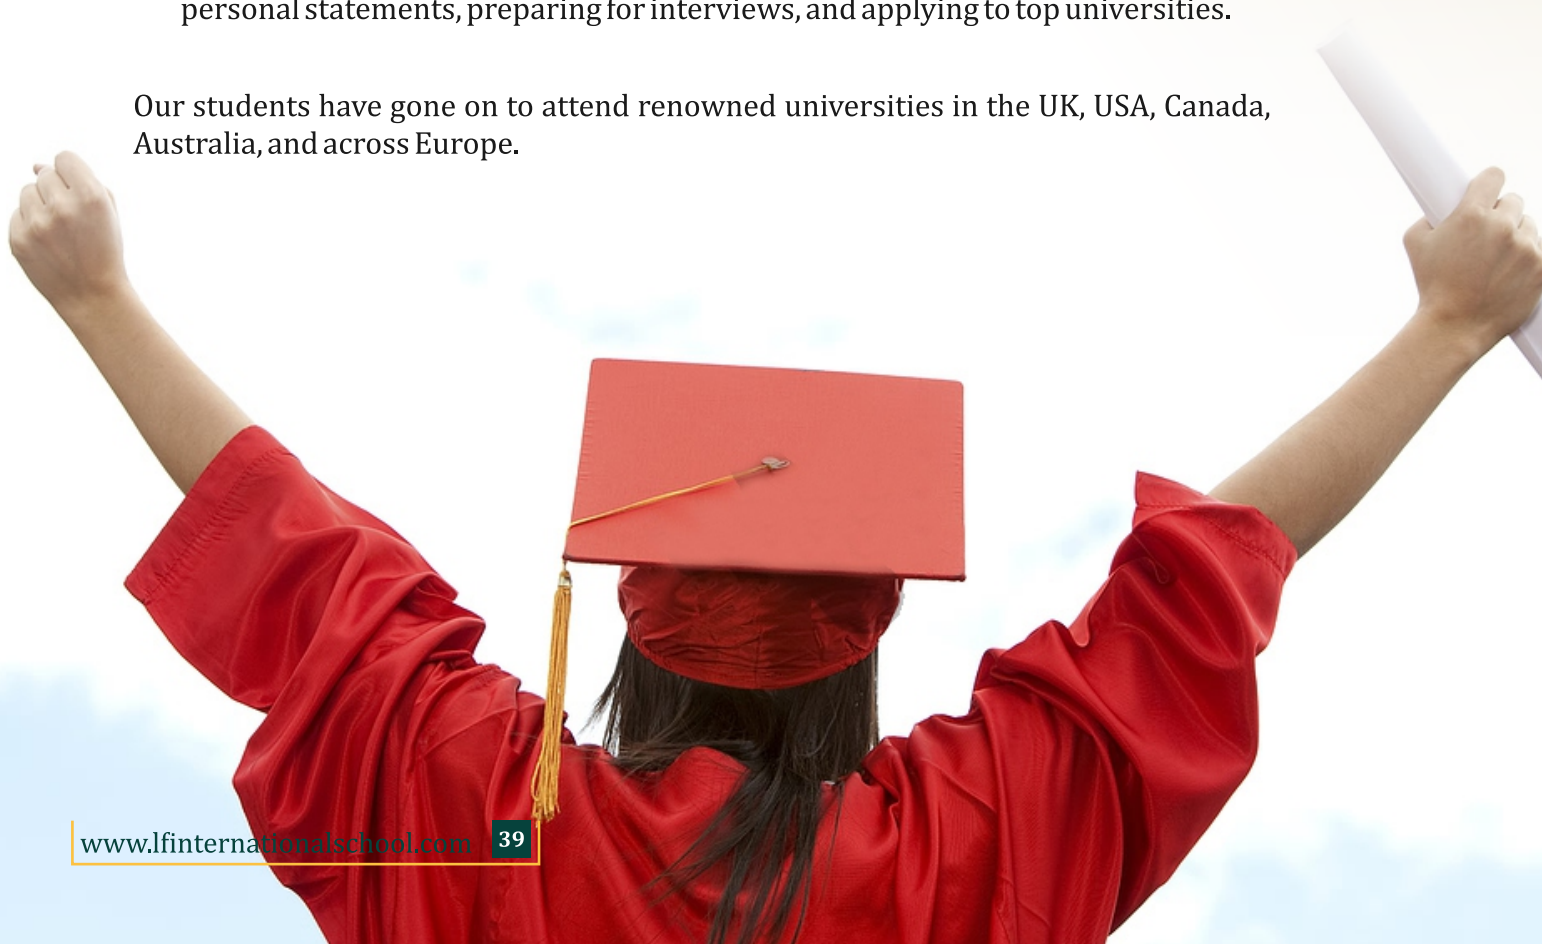 personal statements, preparing for interviews, and applying to top universities.
Our students have gone on to attend renowned universities in the UK, USA, Canada,
Australia, and across Europe.
www.lfinternationalschool.com 39